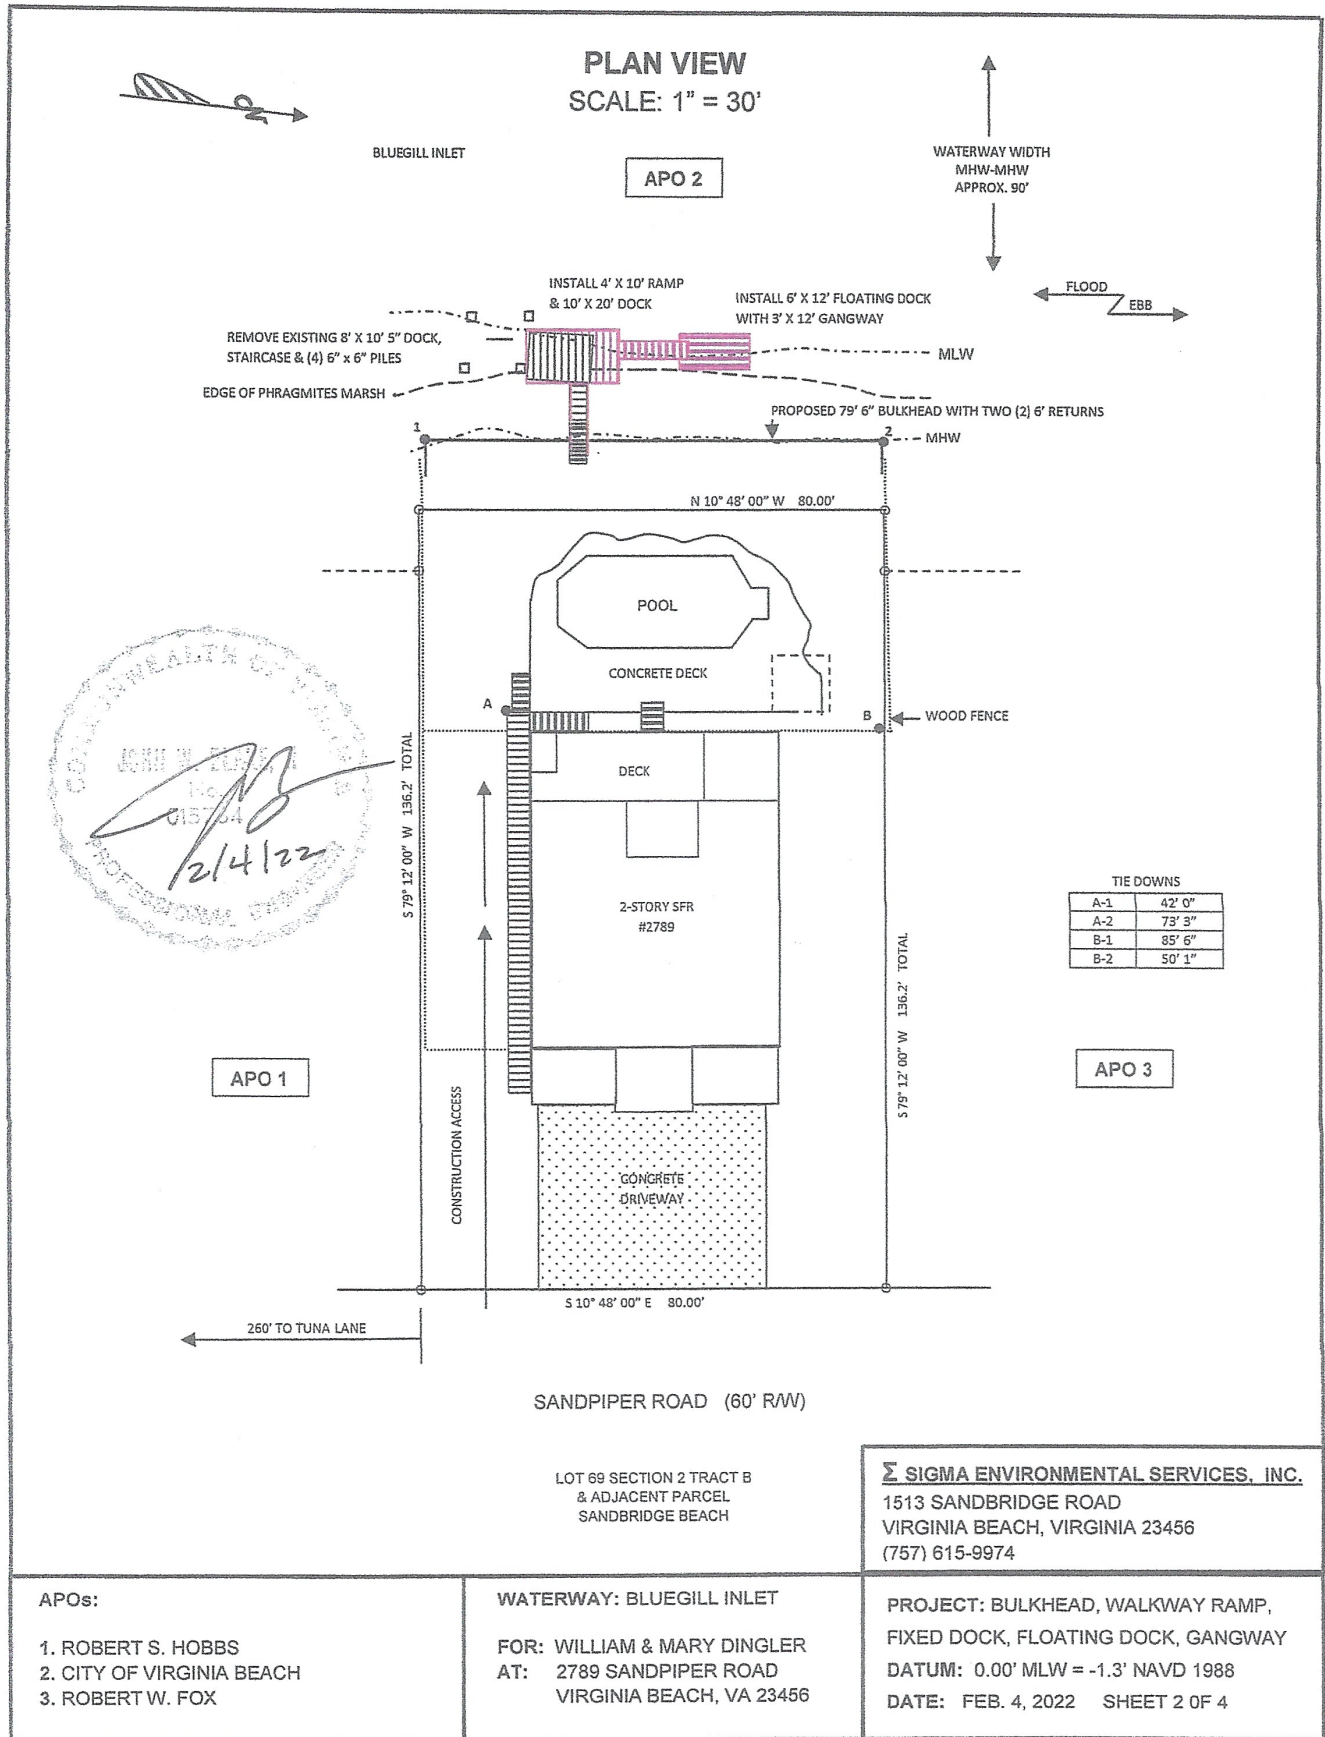 PLAN VIEW
SCALE: 1” = 30’
NO
BLUEGILL INLET
APO 2
WATERWAY WIDTH
MHW-MHW
APPROX. 90’
FLOOD
EBB
INSTALL 4’ X 10’ RAMP
& 10’ X 20’ DOCK
INSTALL 6’ X 12’ FLOATING DOCK
WITH 3’ X 12’ GANGWAY
REMOVE EXISTING 8’ X 10’ 5” DOCK,
STAIRCASE & (4) 6” x 6” PILES
MLW
EDGE OF PHRAGMITES MARSH
PROPOSED 79’ 6” BULKHEAD WITH TWO (2) 6’ RETURNS
1
2
MHW
N 10° 48’ 00” W 80.00’
POOL
CONCRETE DECK
A
B
WOOD FENCE
DECK
S 79° 12’ 00” W 136.2’ TOTAL
COMMONWEALTH OF
JOHN W.
No.
PROFESSIONAL
2/4/22
2-STORY SFR
#2789
TIE DOWNS
A-1 42’ 0”
A-2 73’ 3”
B-1 85’ 6”
B-2 50’ 1”
S 79° 12’ 00” W 136.2’ TOTAL
APO 1
APO 3
CONSTRUCTION ACCESS
CONCRETE
DRIVEWAY
S 10° 48’ 00” E 80.00’
260’ TO TUNA LANE
SANDPIPER ROAD (60’ R/W)
LOT 69 SECTION 2 TRACT B
& ADJACENT PARCEL
SANDBRIDGE BEACH
Σ SIGMA ENVIRONMENTAL SERVICES, INC.
1513 SANDBRIDGE ROAD
VIRGINIA BEACH, VIRGINIA 23456
(757) 615-9974
APOs:
1. ROBERT S. HOBBS
2. CITY OF VIRGINIA BEACH
3. ROBERT W. FOX
WATERWAY: BLUEGILL INLET
FOR: WILLIAM & MARY DINGLER
AT: 2789 SANDPIPER ROAD
VIRGINIA BEACH, VA 23456
PROJECT: BULKHEAD, WALKWAY RAMP,
FIXED DOCK, FLOATING DOCK, GANGWAY
DATUM: 0.00’ MLW = -1.3’ NAVD 1988
DATE: FEB. 4, 2022 SHEET 2 0F 4